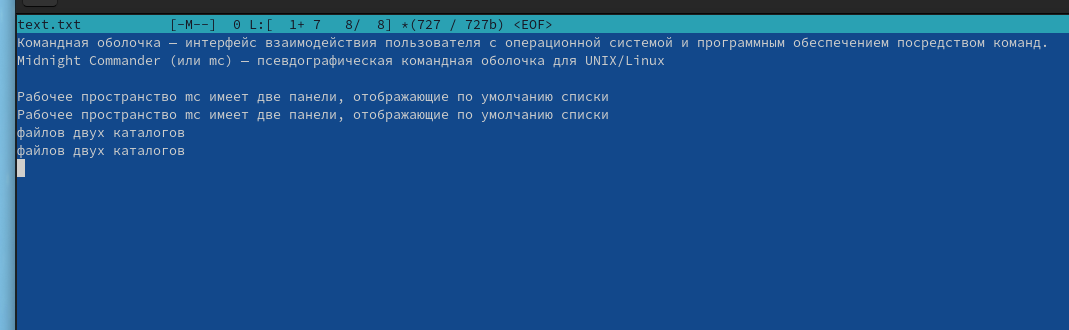 text.txt [-M--] 0 L:[ 1+ 7 8/ 8] *(727 / 727b) <EOF>
Командная оболочка — интерфейс взаимодействия пользователя с операционной системой и программным обеспечением посредством команд.
Midnight Commander (или mc) — псевдографическая командная оболочка для UNIX/Linux
Рабочее пространство mc имеет две панели, отображающие по умолчанию списки
Рабочее пространство mc имеет две панели, отображающие по умолчанию списки
файлов двух каталогов
файлов двух каталогов